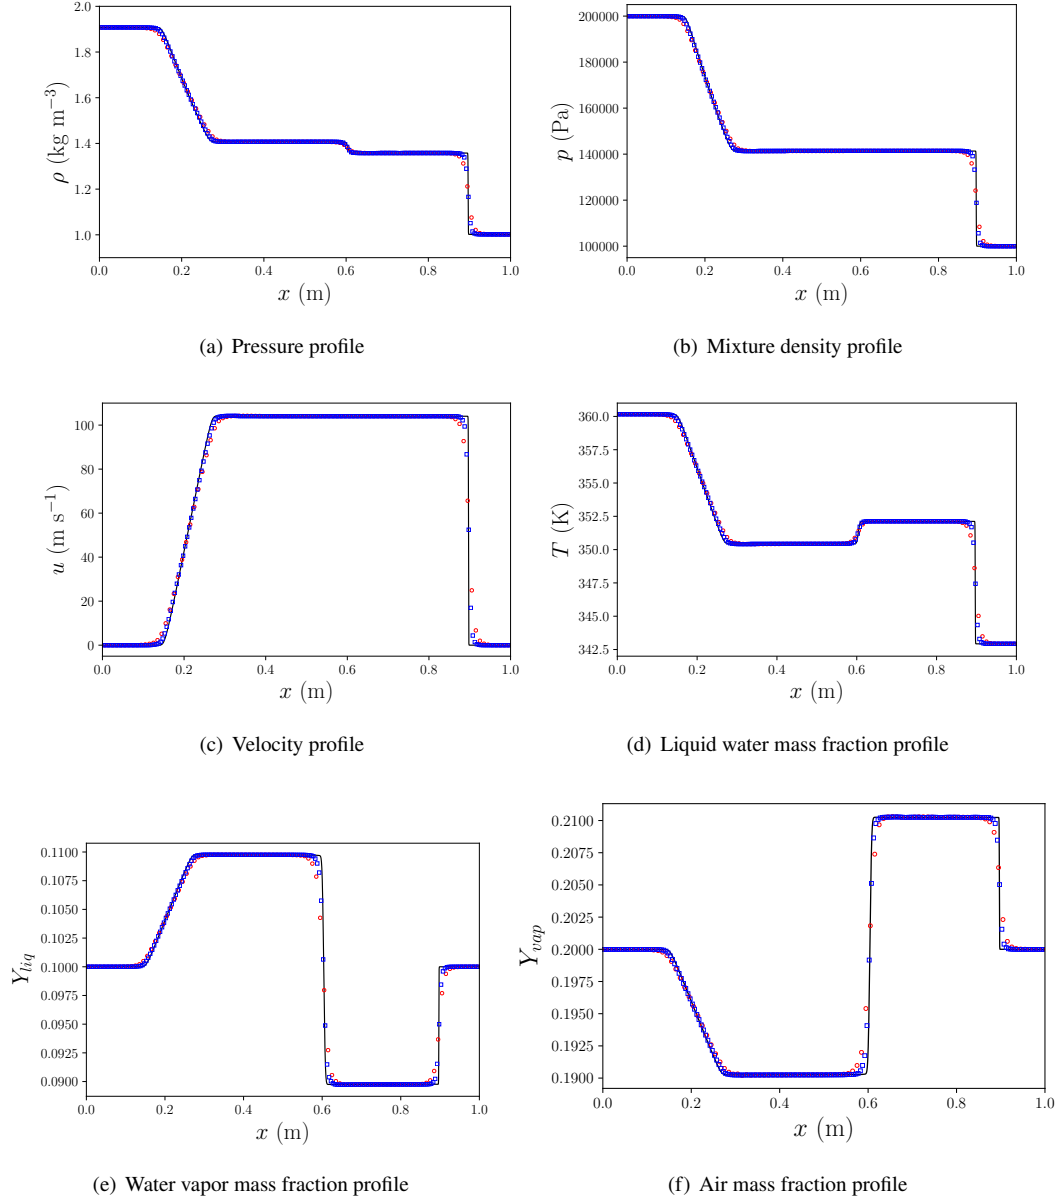 2.0
1.8
1.6
1.4
1.2
1.0
ρ (kg m⁻³)
0.0 0.2 0.4 0.6 0.8 1.0
x (m)
(a) Pressure profile
200000
180000
160000
140000
120000
100000
p (Pa)
0.0 0.2 0.4 0.6 0.8 1.0
x (m)
(b) Mixture density profile
100
80
60
40
20
0
u (m s⁻¹)
0.0 0.2 0.4 0.6 0.8 1.0
x (m)
(c) Velocity profile
360.0
357.5
355.0
352.5
350.0
347.5
345.0
342.5
T (K)
0.0 0.2 0.4 0.6 0.8 1.0
x (m)
(d) Liquid water mass fraction profile
0.1100
0.1075
0.1050
0.1025
0.1000
0.0975
0.0950
0.0925
0.0900
Y_liq
0.0 0.2 0.4 0.6 0.8 1.0
x (m)
(e) Water vapor mass fraction profile
0.2100
0.2075
0.2050
0.2025
0.2000
0.1975
0.1950
0.1925
0.1900
Y_vap
0.0 0.2 0.4 0.6 0.8 1.0
x (m)
(f) Air mass fraction profile